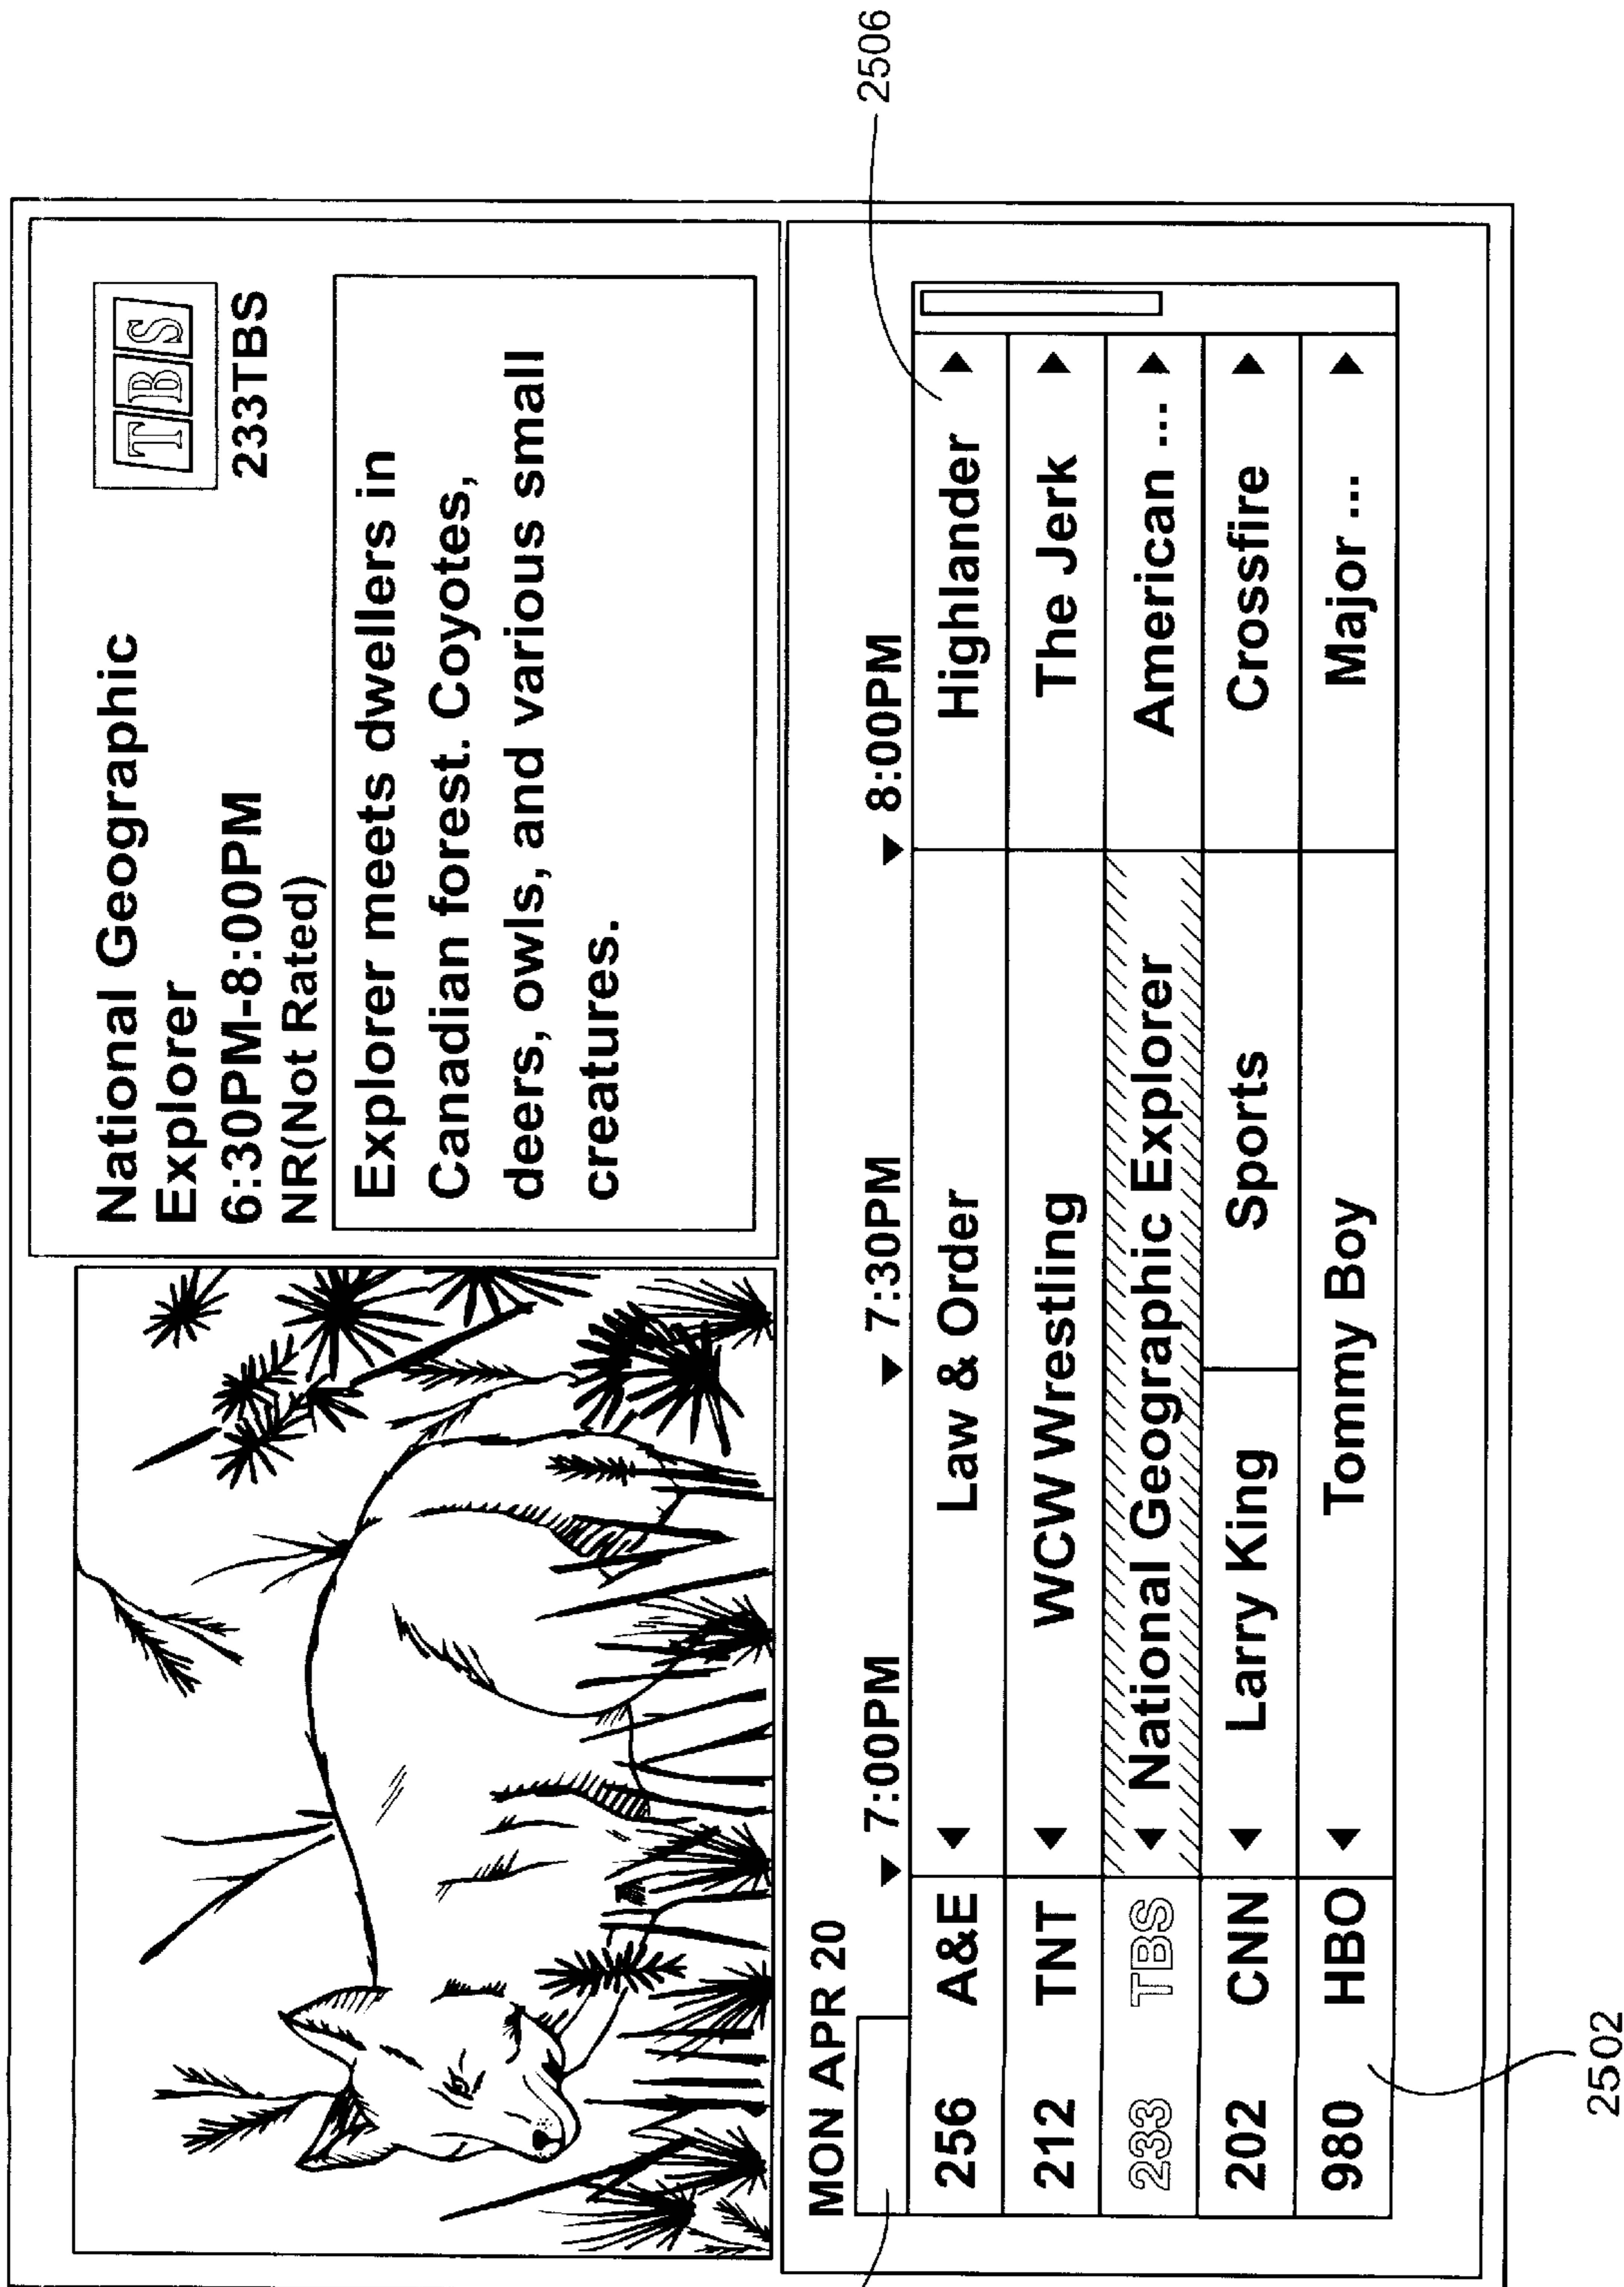 National Geographic
Explorer
6:30PM-8:00PM
NR(Not Rated)
TBS
233TBS
Explorer meets dwellers in
Canadian forest. Coyotes,
deers, owls, and various small
creatures.
MON APR 20
7:00PM 7:30PM 8:00PM
256 A&E Law & Order Highlander
212 TNT WCW Wrestling The Jerk
233 TBS National Geographic Explorer American ...
202 CNN Larry King Sports Crossfire
980 HBO Tommy Boy Major ...
2506
2502